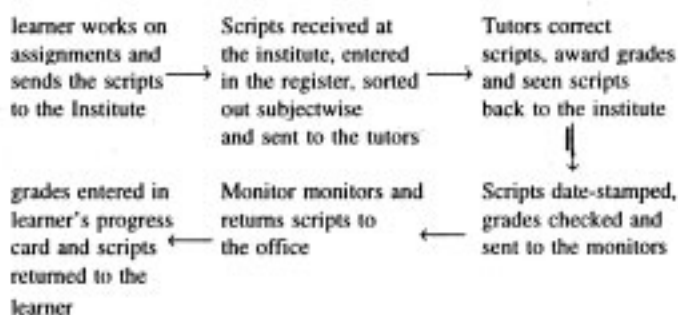 learner works on
assignments and
sends the scripts
to the Institute
Scripts received at
the institute, entered
in the register, sorted
out subjectwise
and sent to the tutors
Tutors correct
scripts, award grades
and seen scripts
back to the institute
Scripts date-stamped,
grades checked and
sent to the monitors
Monitor monitors and
returns scripts to
the office
grades entered in
learner's progress
card and scripts
returned to the
learner